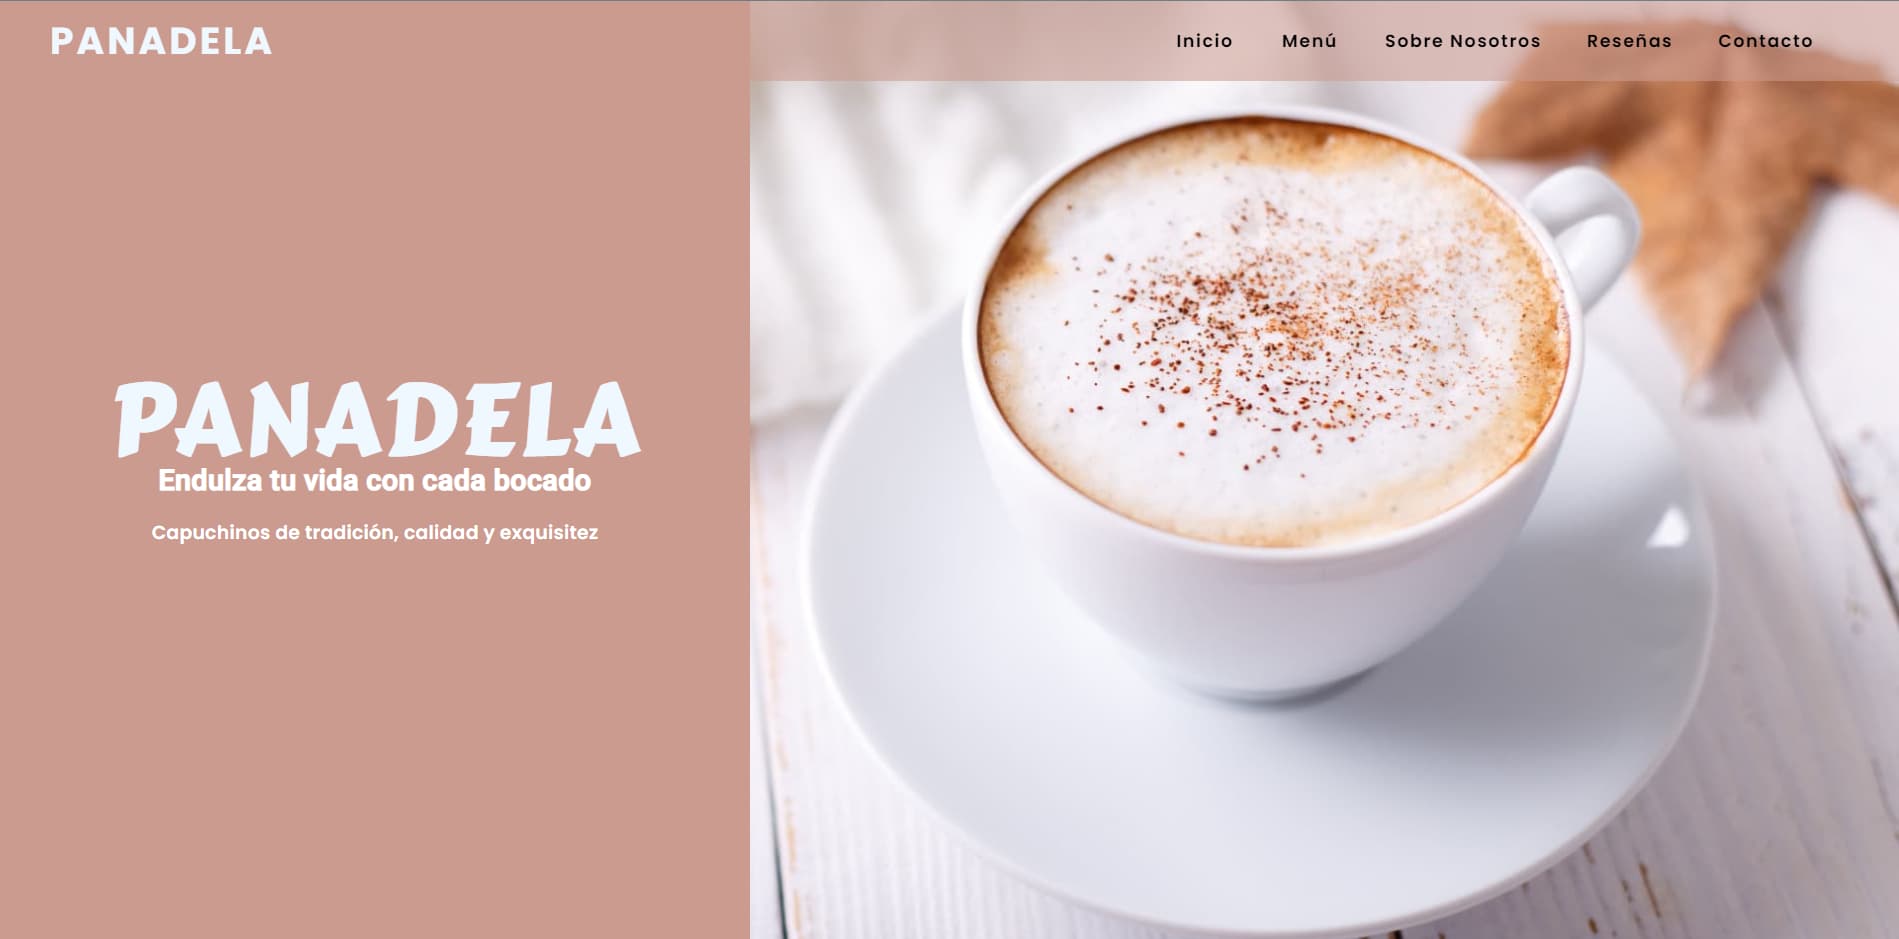 PANADELA
Inicio Menú Sobre Nosotros Reseñas Contacto
PANADELA
Endulza tu vida con cada bocado
Capuchinos de tradición, calidad y exquisitez